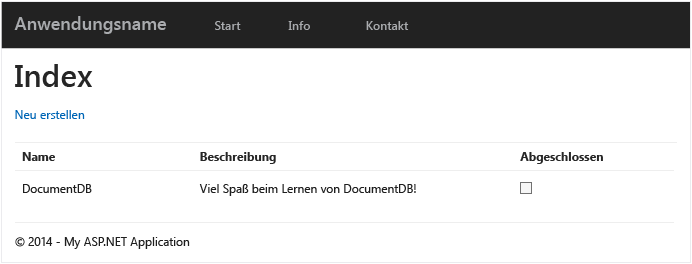 Anwendungsname Start Info Kontakt
Index
Neu erstellen
Name Beschreibung Abgeschlossen
DocumentDB Viel Spaß beim Lernen von DocumentDB!
© 2014 - My ASP.NET Application